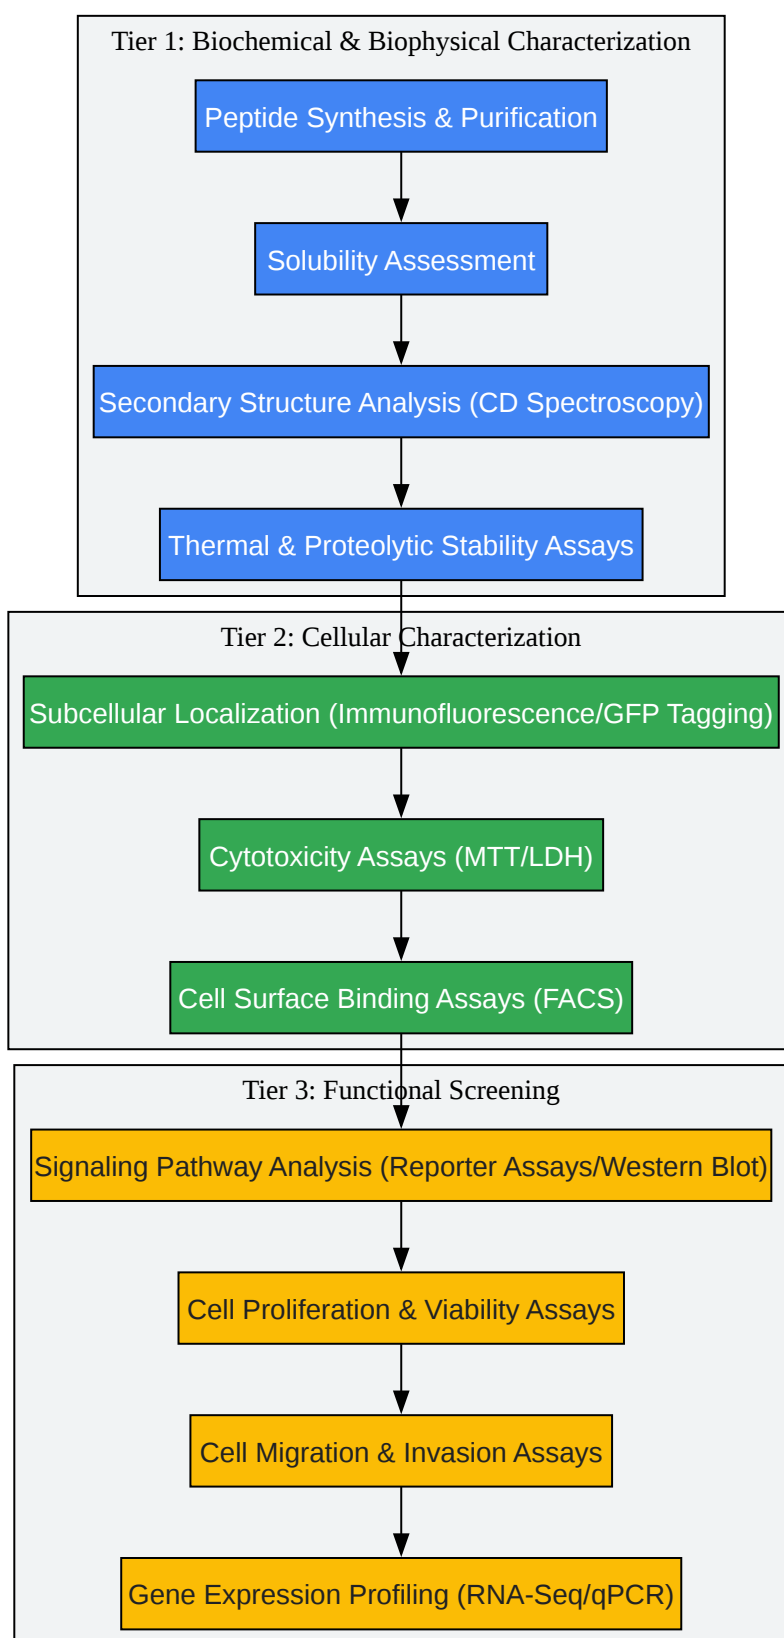 Tier 1: Biochemical & Biophysical Characterization
Peptide Synthesis & Purification
Solubility Assessment
Secondary Structure Analysis (CD Spectroscopy)
Thermal & Proteolytic Stability Assays
Tier 2: Cellular Characterization
Subcellular Localization (Immunofluorescence/GFP Tagging)
Cytotoxicity Assays (MTT/LDH)
Cell Surface Binding Assays (FACS)
Tier 3: Functional Screening
Signaling Pathway Analysis (Reporter Assays/Western Blot)
Cell Proliferation & Viability Assays
Cell Migration & Invasion Assays
Gene Expression Profiling (RNA-Seq/qPCR)